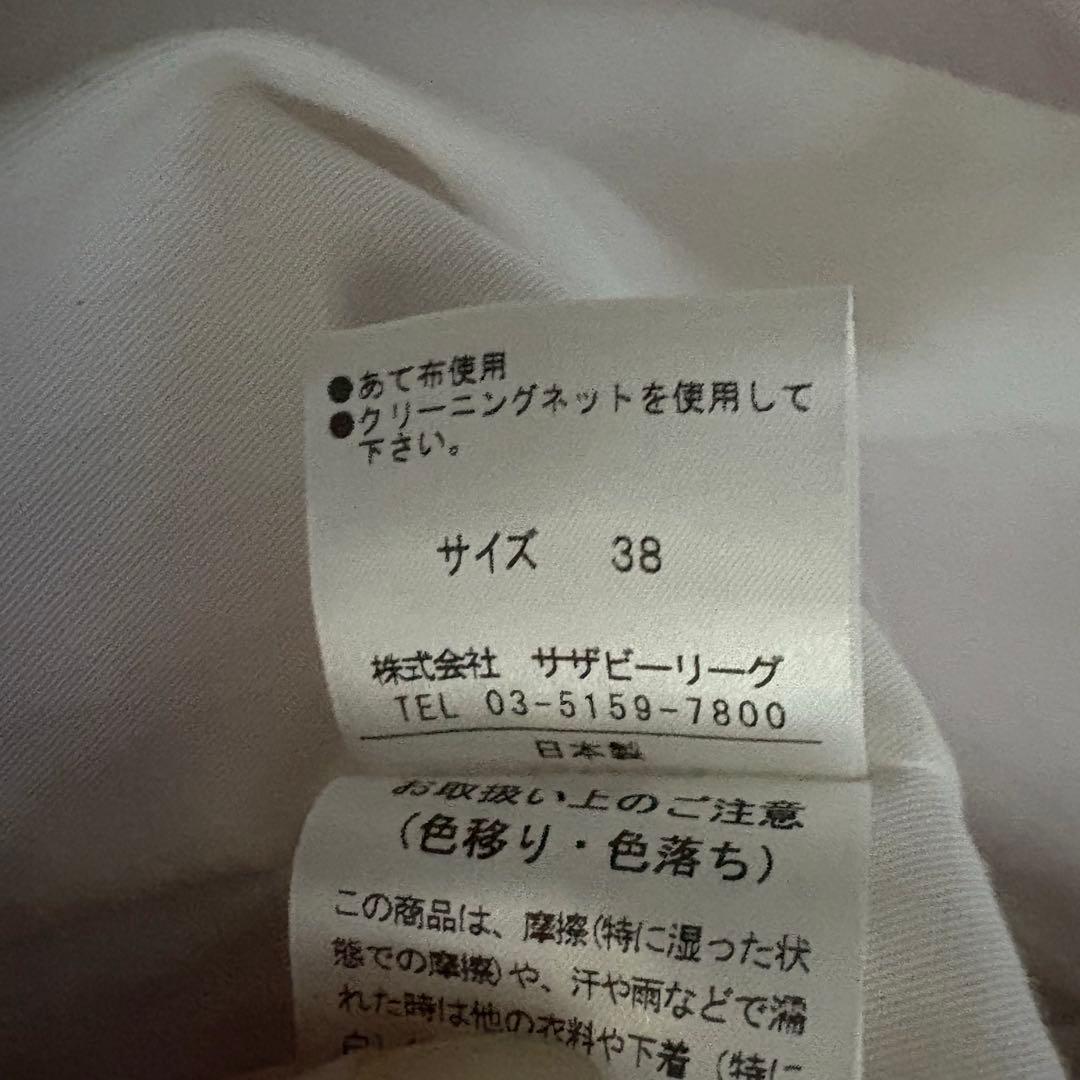 ●あて布使用
●クリーニングネットを使用して
下さい。
サイズ 38
株式会社 サザビーリーグ
TEL 03-5159-7800
日本製
お取扱い上のご注意
(色移り・色落ち)
この商品は、摩擦(特に湿った状
態での摩擦)や、汗や雨などで濡
れた時は他の衣料や下着(特に